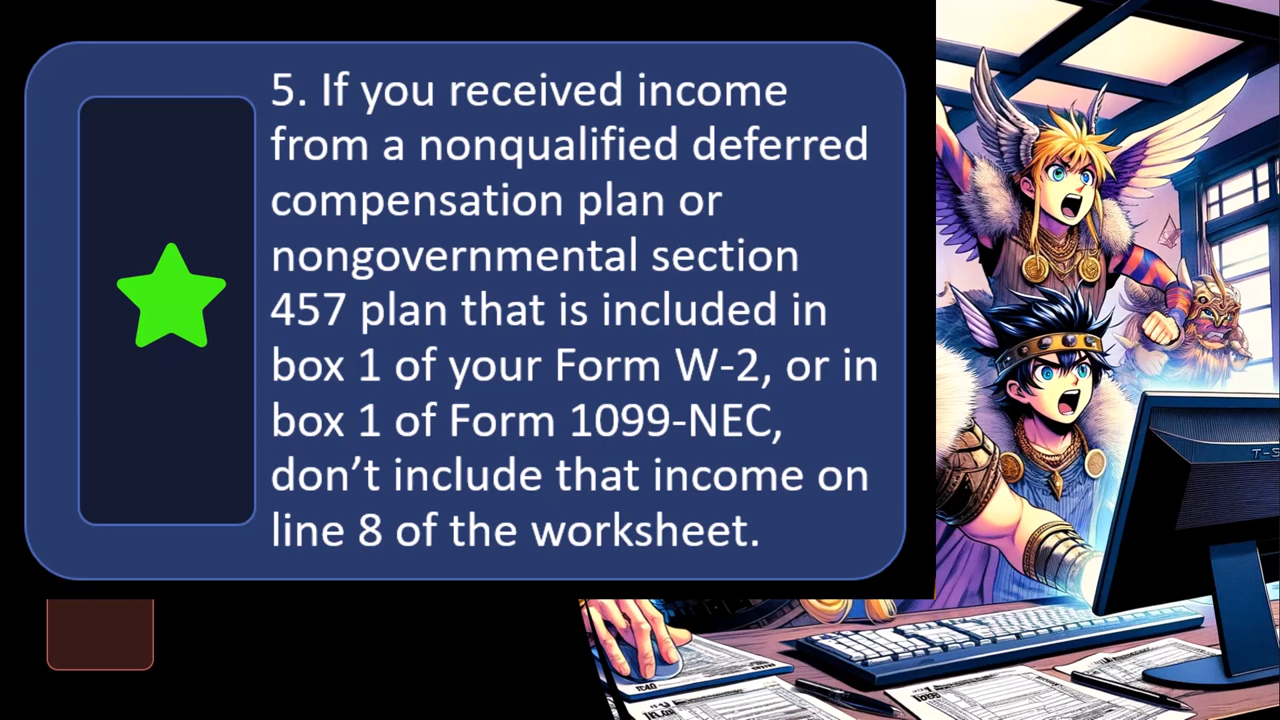 5. If you received income
from a nonqualified deferred
compensation plan or
nongovernmental section
457 plan that is included in
box 1 of your Form W-2, or in
box 1 of Form 1099-NEC,
don’t include that income on
line 8 of the worksheet.
T-S